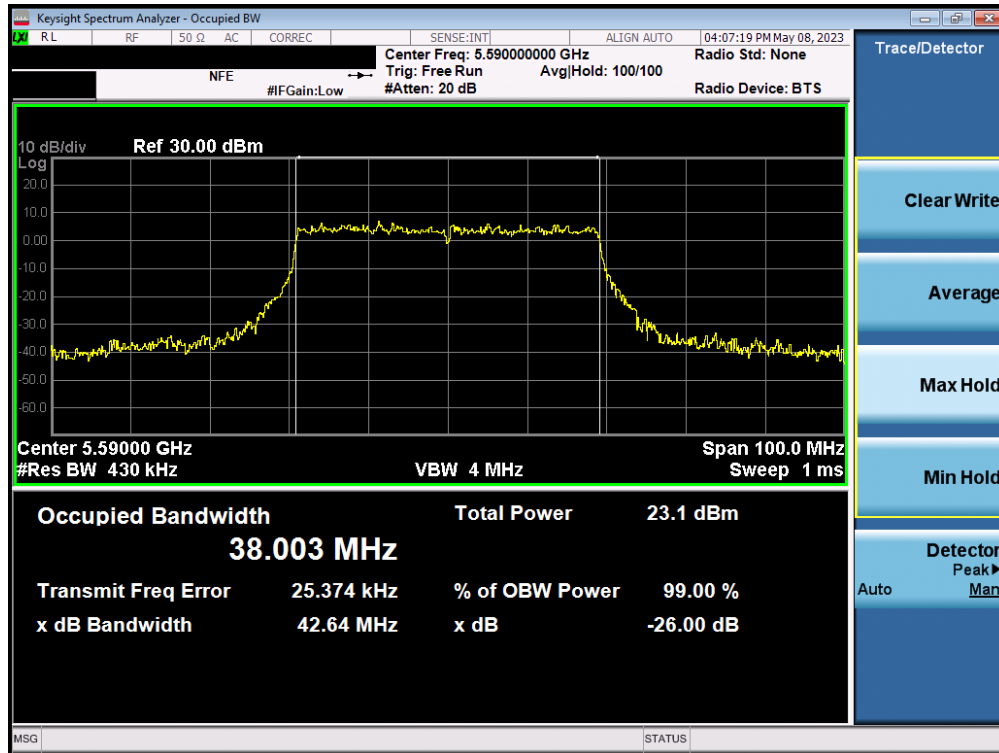 Keysight Spectrum Analyzer - Occupied BW
LXI RL RF 50 Ω AC CORREC SENSE:INT ALIGN AUTO 04:07:19 PM May 08, 2023
Center Freq: 5.590000000 GHz Radio Std: None
NFE Trig: Free Run Avg|Hold: 100/100
#IFGain:Low #Atten: 20 dB Radio Device: BTS
10 dB/div Ref 30.00 dBm
Log
20.0
10.0
0.00
-10.0
-20.0
-30.0
-40.0
-50.0
-60.0
Center 5.59000 GHz Span 100.0 MHz
#Res BW 430 kHz VBW 4 MHz Sweep 1 ms
Occupied Bandwidth Total Power 23.1 dBm
38.003 MHz
Transmit Freq Error 25.374 kHz % of OBW Power 99.00 %
x dB Bandwidth 42.64 MHz x dB -26.00 dB
MSG STATUS
Trace/Detector
Clear Write
Average
Max Hold
Min Hold
Detector
Peak▶
Auto Man